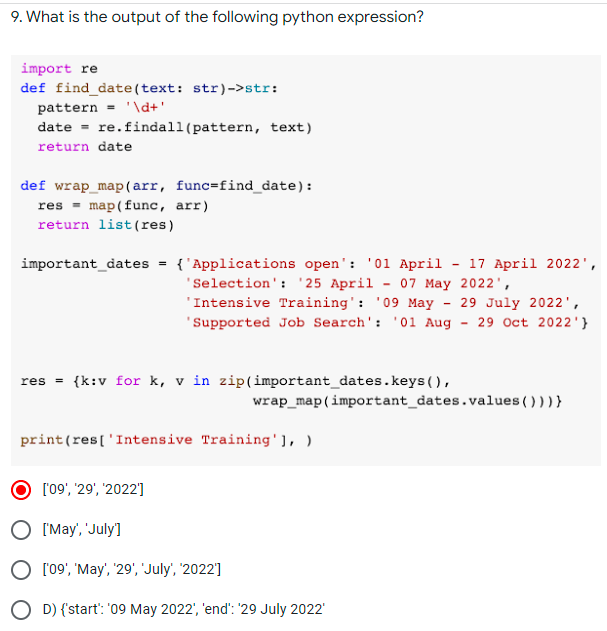 9. What is the output of the following python expression?
import re
def find_date(text: str)->str:
  pattern = '\d+'
  date = re.findall(pattern, text)
  return date
def wrap_map(arr, func=find_date):
  res = map(func, arr)
  return list(res)
important_dates = {'Applications open': '01 April - 17 April 2022',
                   'Selection': '25 April - 07 May 2022',
                   'Intensive Training': '09 May - 29 July 2022',
                   'Supported Job Search': '01 Aug - 29 Oct 2022'}
res = {k:v for k, v in zip(important_dates.keys(),
                           wrap_map(important_dates.values()))}
print(res['Intensive Training'], )
['09', '29', '2022']
['May', 'July']
['09', 'May', '29', 'July', '2022']
D) {'start': '09 May 2022', 'end': '29 July 2022'